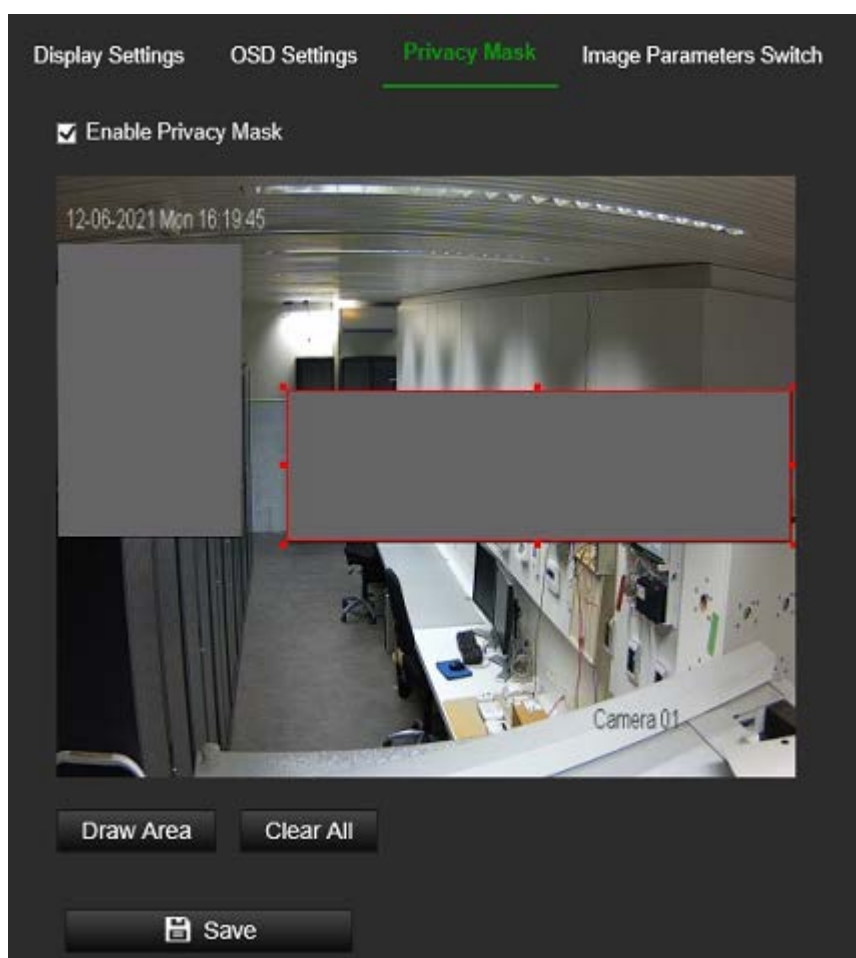 Display Settings OSD Settings Privacy Mask Image Parameters Switch
Enable Privacy Mask
12-06-2021 Mon 16:19:45
Camera 01
Draw Area Clear All
Save